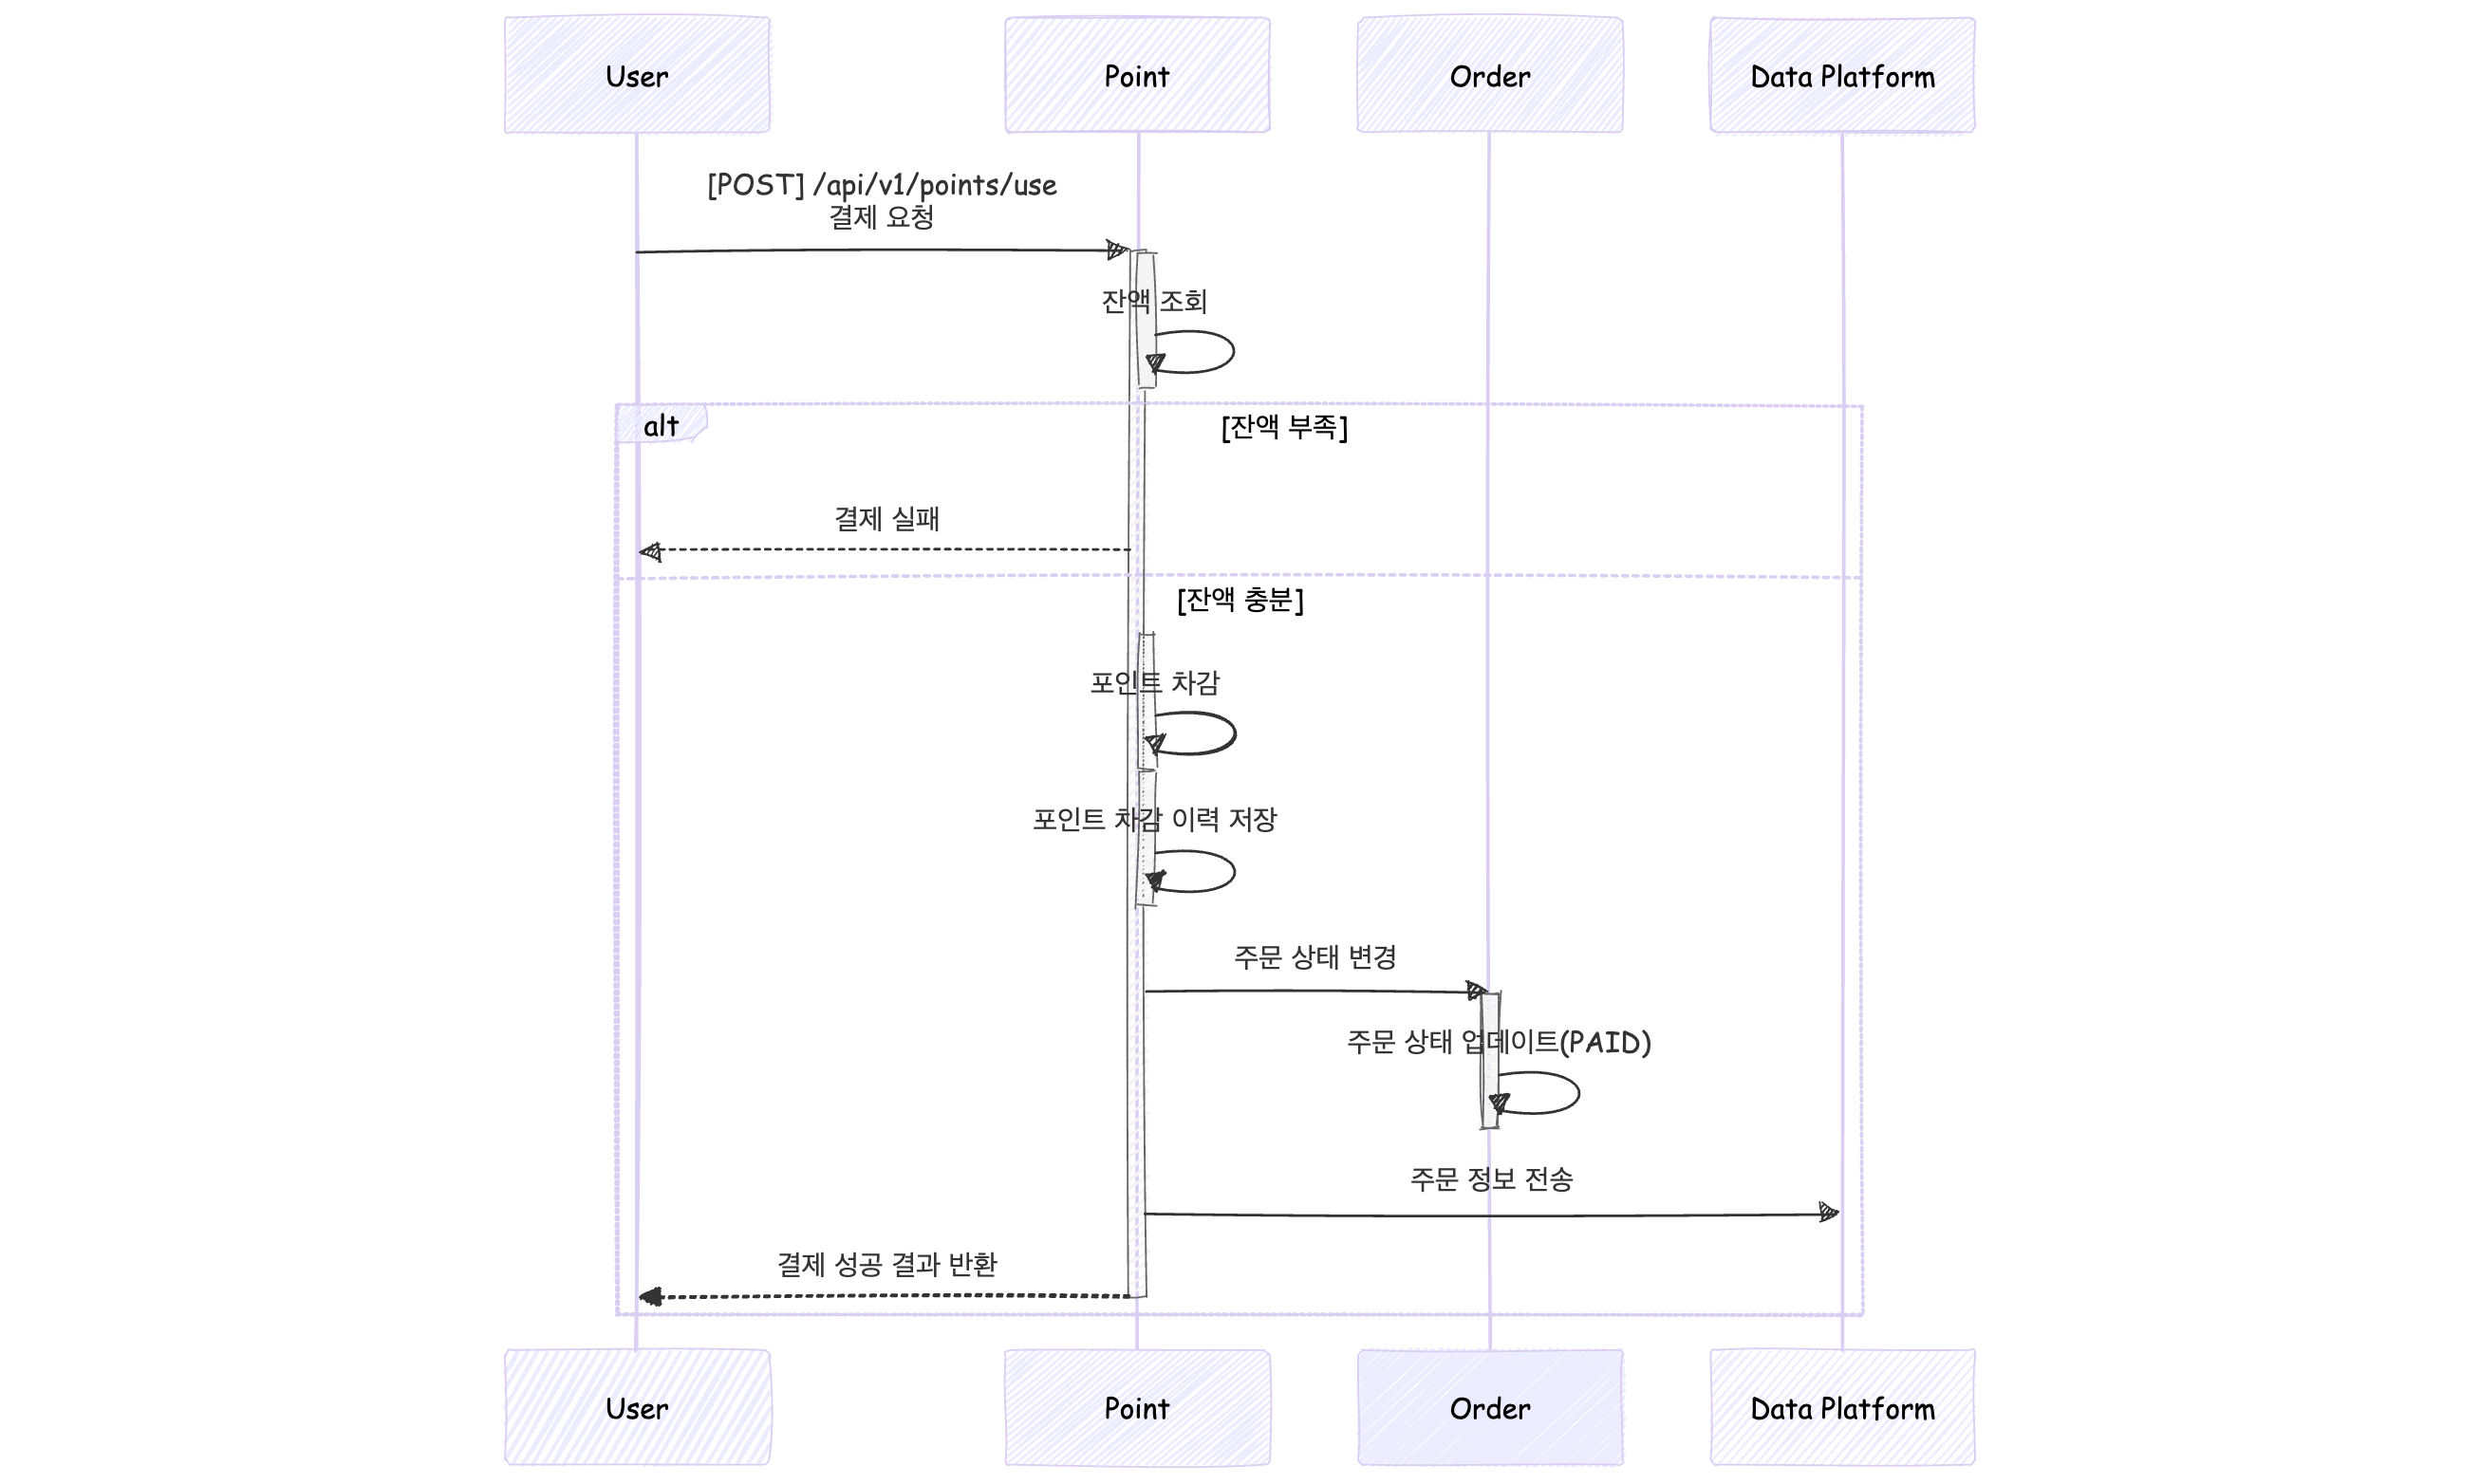 User
Point
Order
Data Platform
[POST] /api/v1/points/use
결제 요청
잔액 조회
alt
[잔액 부족]
결제 실패
[잔액 충분]
포인트 차감
포인트 차감 이력 저장
주문 상태 변경
주문 상태 업데이트(PAID)
주문 정보 전송
결제 성공 결과 반환
User
Point
Order
Data Platform